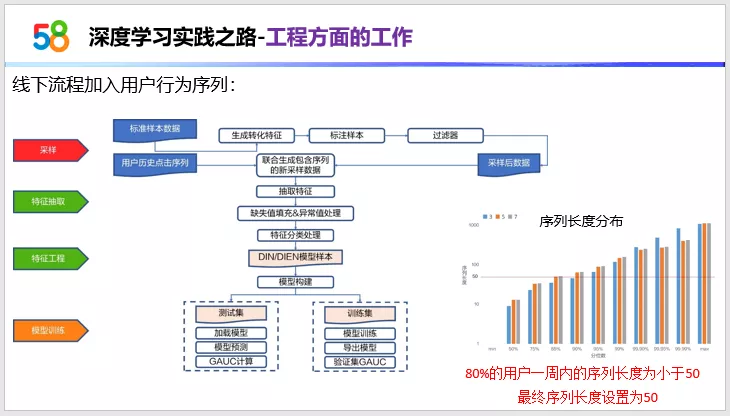 58 深度学习实践之路-工程方面的工作
线下流程加入用户行为序列：
采样
特征抽取
特征工程
模型训练
标准样本数据
生成转化特征
标注样本
过滤器
用户历史点击序列
联合生成包含序列
的新采样数据
采样后数据
抽取特征
缺失值填充&异常值处理
特征分类处理
DIN/DIEN模型样本
模型构建
测试集
加载模型
模型预测
GAUC计算
训练集
模型训练
导出模型
验证集GAUC
3 5 7
序列长度分布
序列长度
1000
50
10
1
min 50% 75% 80% 90%
max
分位数
80%的用户一周内的序列长度为小于50
最终序列长度设置为50